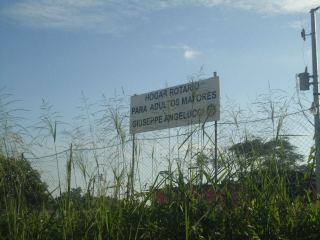 HOGAR ROTARIO
PARA ADULTOS MAYORES
GIUSEPPE ANGELUCCI